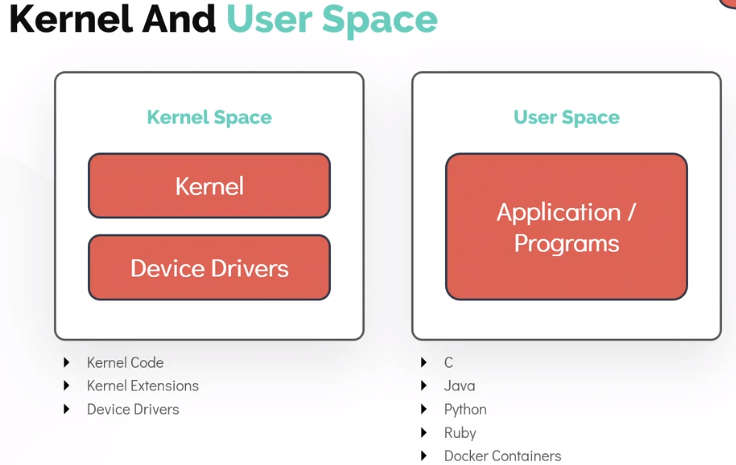 Kernel And User Space
Kernel Space
Kernel
Device Drivers
Kernel Code
Kernel Extensions
Device Drivers
User Space
Application /
Programs
C
Java
Python
Ruby
Docker Containers